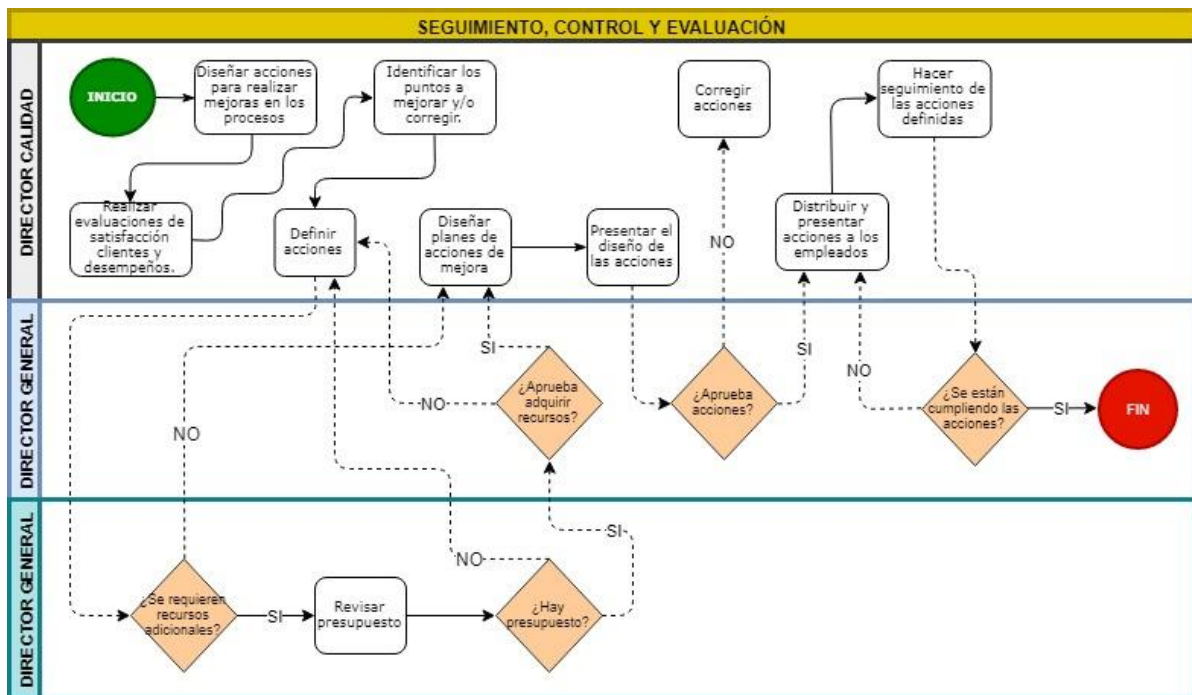 SEGUIMIENTO, CONTROL Y EVALUACIÓN
DIRECTOR CALIDAD
INICIO
Diseñar acciones
para realizar
mejoras en los
procesos
Identificar los
puntos a
mejorar y/o
corregir.
Corregir
acciones
Hacer
seguimiento de
las acciones
definidas
Realizar
evaluaciones de
satisfacción
clientes y
desempeños.
Definir
acciones
Diseñar
planes de
acciones de
mejora
Presentar el
diseño de
las acciones
NO
Distribuir y
presentar
acciones a los
empleados
DIRECTOR GENERAL
NO
NO
SI
¿Aprueba
adquirir
recursos?
¿Aprueba
acciones?
SI
NO
¿Se están
cumpliendo las
acciones?
SI
FIN
DIRECTOR GENERAL
¿Se requieren
recursos
adicionales?
SI
Revisar
presupuesto
NO
¿Hay
presupuesto?
SI